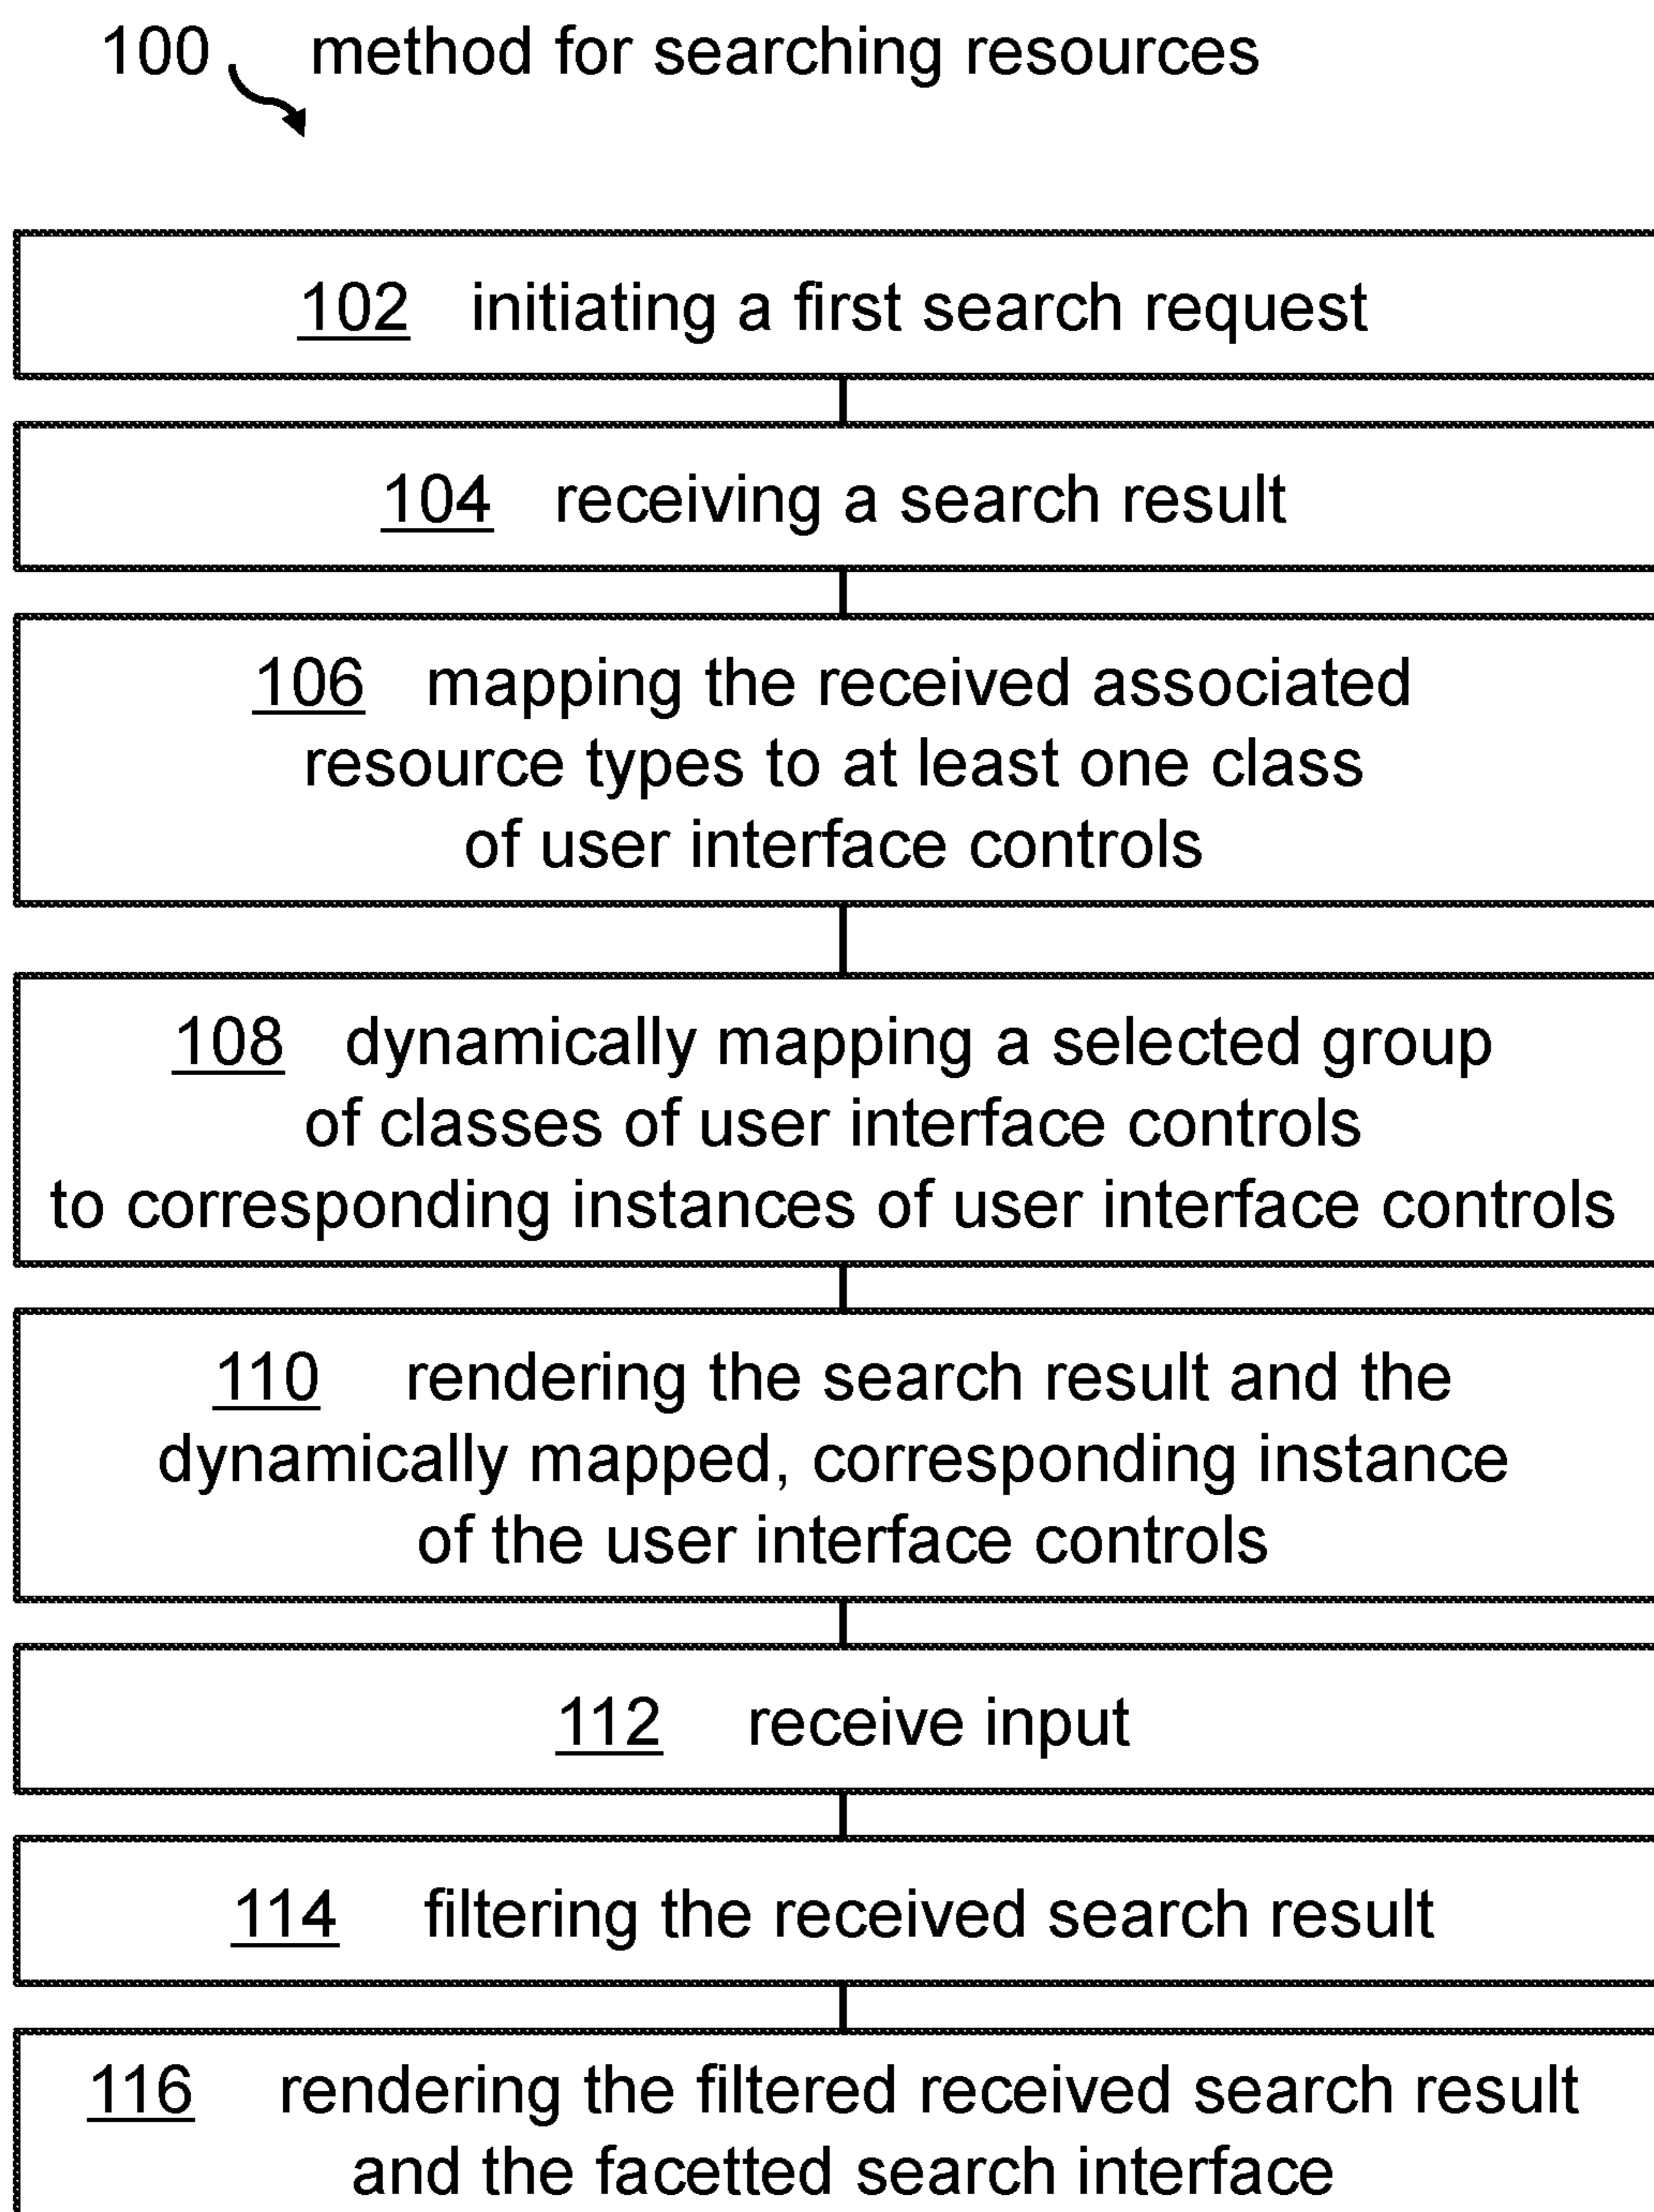 100 method for searching resources
102 initiating a first search request
104 receiving a search result
106 mapping the received associated
resource types to at least one class
of user interface controls
108 dynamically mapping a selected group
of classes of user interface controls
to corresponding instances of user interface controls
110 rendering the search result and the
dynamically mapped, corresponding instance
of the user interface controls
112 receive input
114 filtering the received search result
116 rendering the filtered received search result
and the facetted search interface